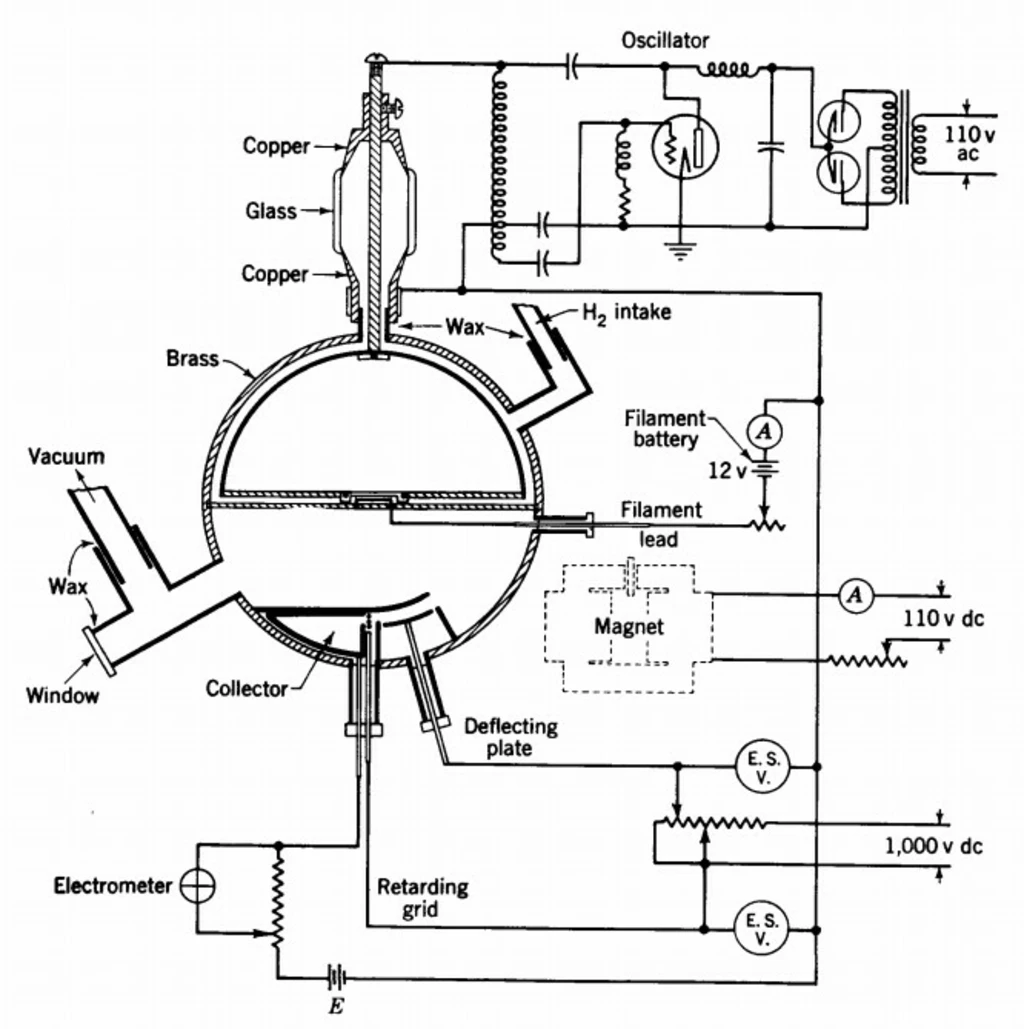 Oscillator
110 v
ac
Copper
Glass
Copper
Wax
H2 intake
Brass
Filament
battery
A
12 v
Vacuum
Filament
lead
Wax
A
110 v dc
Magnet
Window
Collector
Deflecting
plate
E. S.
V.
1,000 v dc
Electrometer
Retarding
grid
E. S.
V.
E